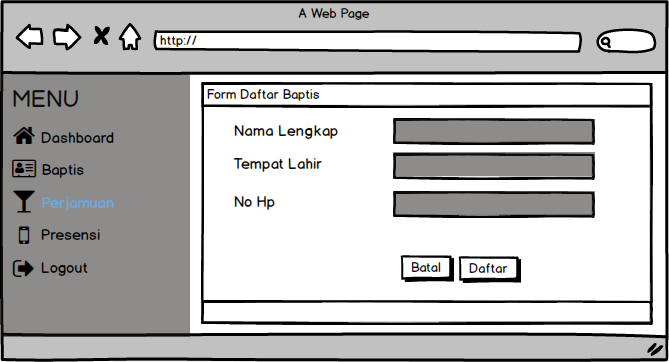 A Web Page
http://
MENU
Dashboard
Baptis
Perjamuan
Presensi
Logout
Form Daftar Baptis
Nama Lengkap
Tempat Lahir
No Hp
Batal
Daftar